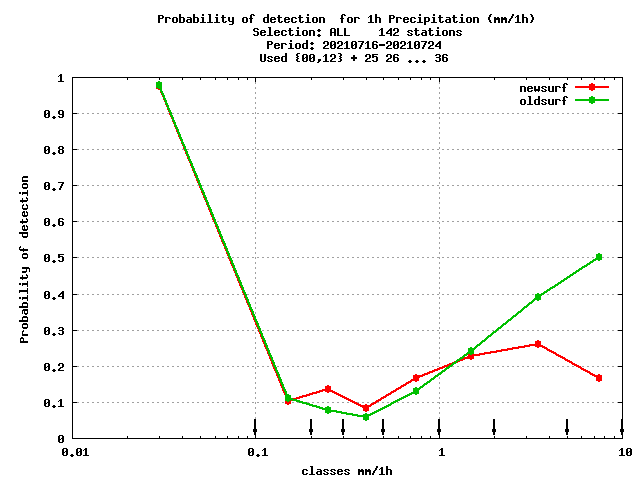 Probability of detection  for 1h Precipitation (mm/1h)
Selection: ALL    142 stations
Period: 20210716-20210724
Used {00,12} + 25 26 ... 36
newsurf
oldsurf
Probability of detection
1
0.9
0.8
0.7
0.6
0.5
0.4
0.3
0.2
0.1
0
0.01
0.1
1
10
classes mm/1h